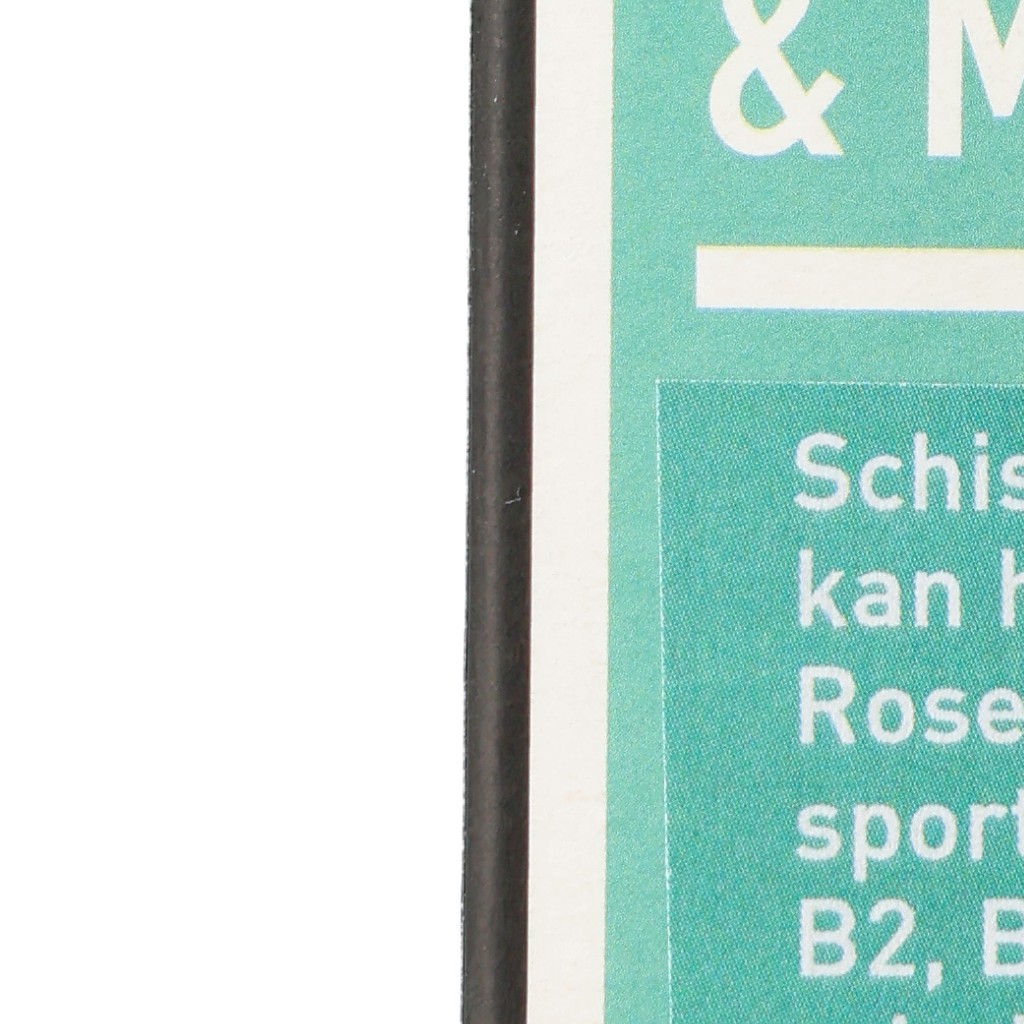 & M
Schis
kan h
Rose
sport
B2, B